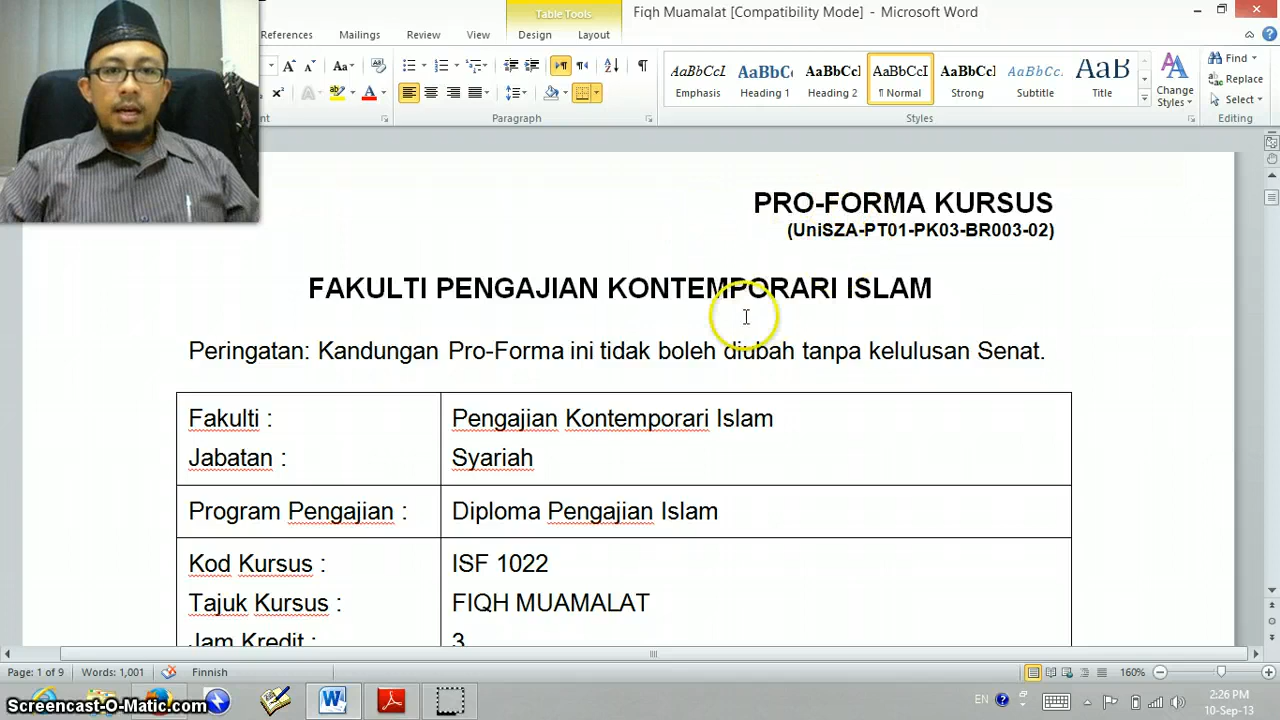 Table Tools
Fiqh Muamalat [Compatibility Mode] - Microsoft Word
References Mailings Review View Design Layout
Aa
AaBbCcI AaBbCc AaBbCcl AaBbCcI AaBbCcl AaBbCc. AaB
Emphasis Heading 1 Heading 2 ¶ Normal Strong Subtitle Title
Change Styles
Find
Replace
Select
Paragraph Styles Editing
PRO-FORMA KURSUS
(UniSZA-PT01-PK03-BR003-02)
FAKULTI PENGAJIAN KONTEMPORARI ISLAM
Peringatan: Kandungan Pro-Forma ini tidak boleh diubah tanpa kelulusan Senat.
Fakulti : Pengajian Kontemporari Islam
Jabatan : Syariah
Program Pengajian : Diploma Pengajian Islam
Kod Kursus : ISF 1022
Tajuk Kursus : FIQH MUAMALAT
Jam Kredit : 3
Page: 1 of 9 Words: 1,001 Finnish 160%
Screencast-O-Matic.com
EN 2:26 PM
10-Sep-13